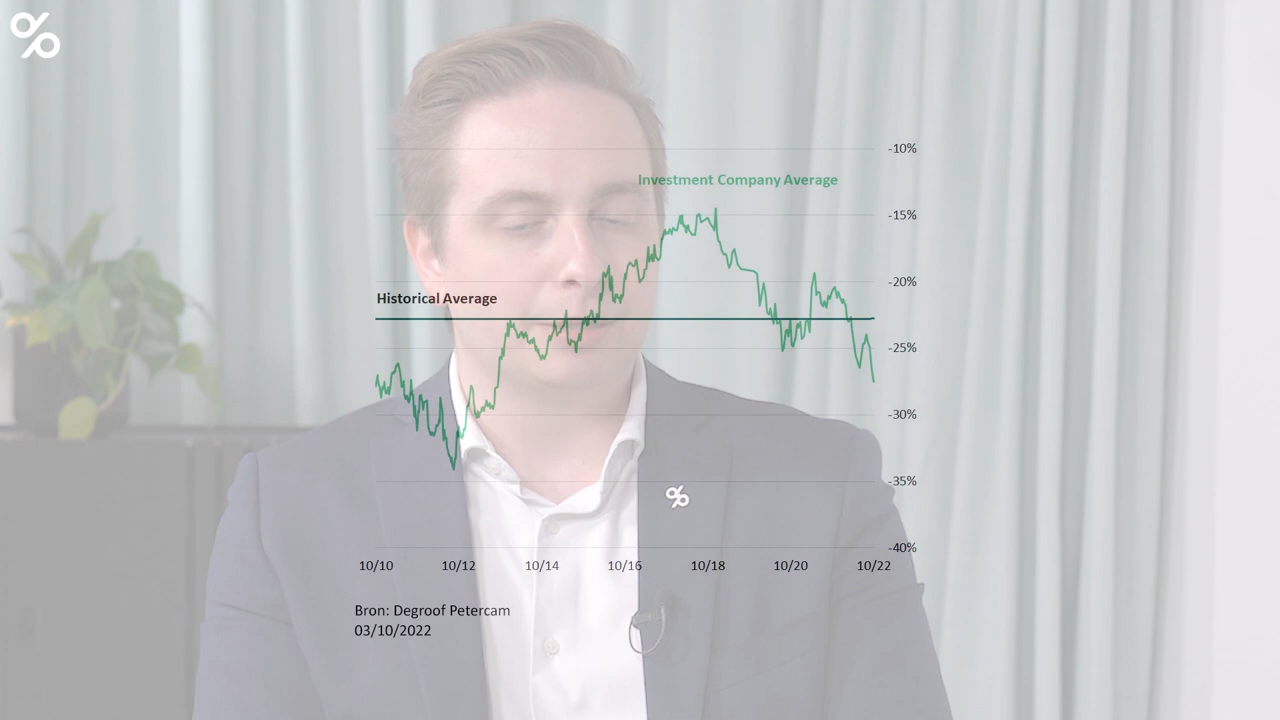 %
-10%
Investment Company Average
-15%
-20%
Historical Average
-25%
-30%
-35%
%
-40%
10/10 10/12 10/14 10/16 10/18 10/20 10/22
Bron: Degroof Petercam
03/10/2022